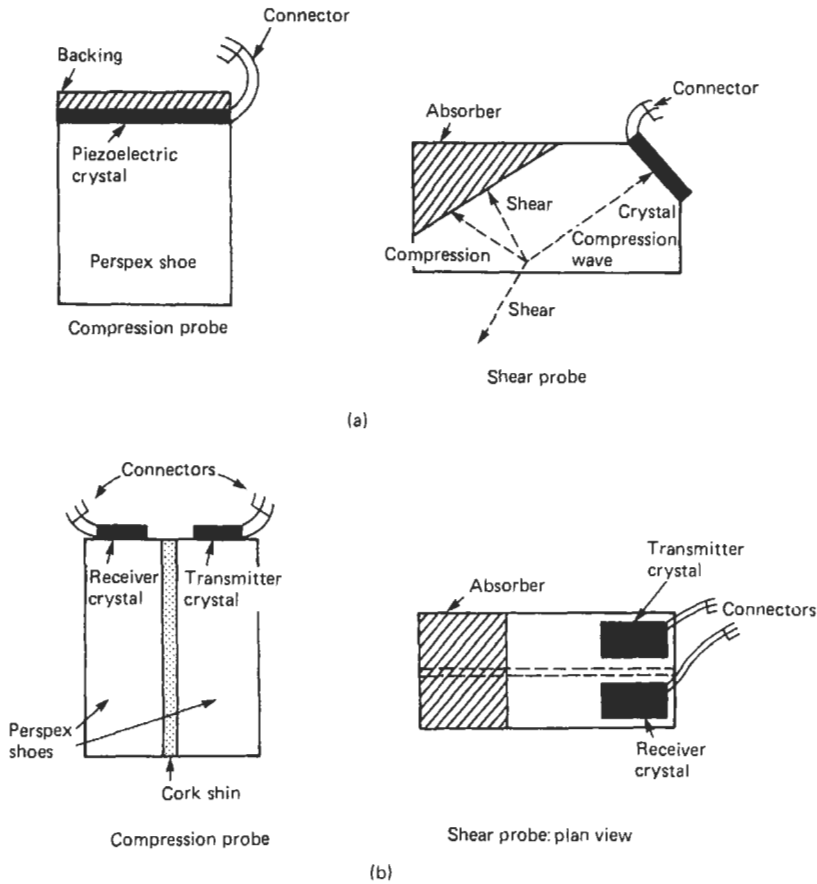 Connector
Backing
Piezoelectric
crystal
Perspex shoe
Compression probe
Connector
Absorber
Shear
Crystal
Compression
Compression
wave
Shear
Shear probe
(a)
Connectors
Receiver
crystal
Transmitter
crystal
Perspex
shoes
Cork shin
Compression probe
Transmitter
crystal
Absorber
Connectors
Receiver
crystal
Shear probe: plan view
(b)